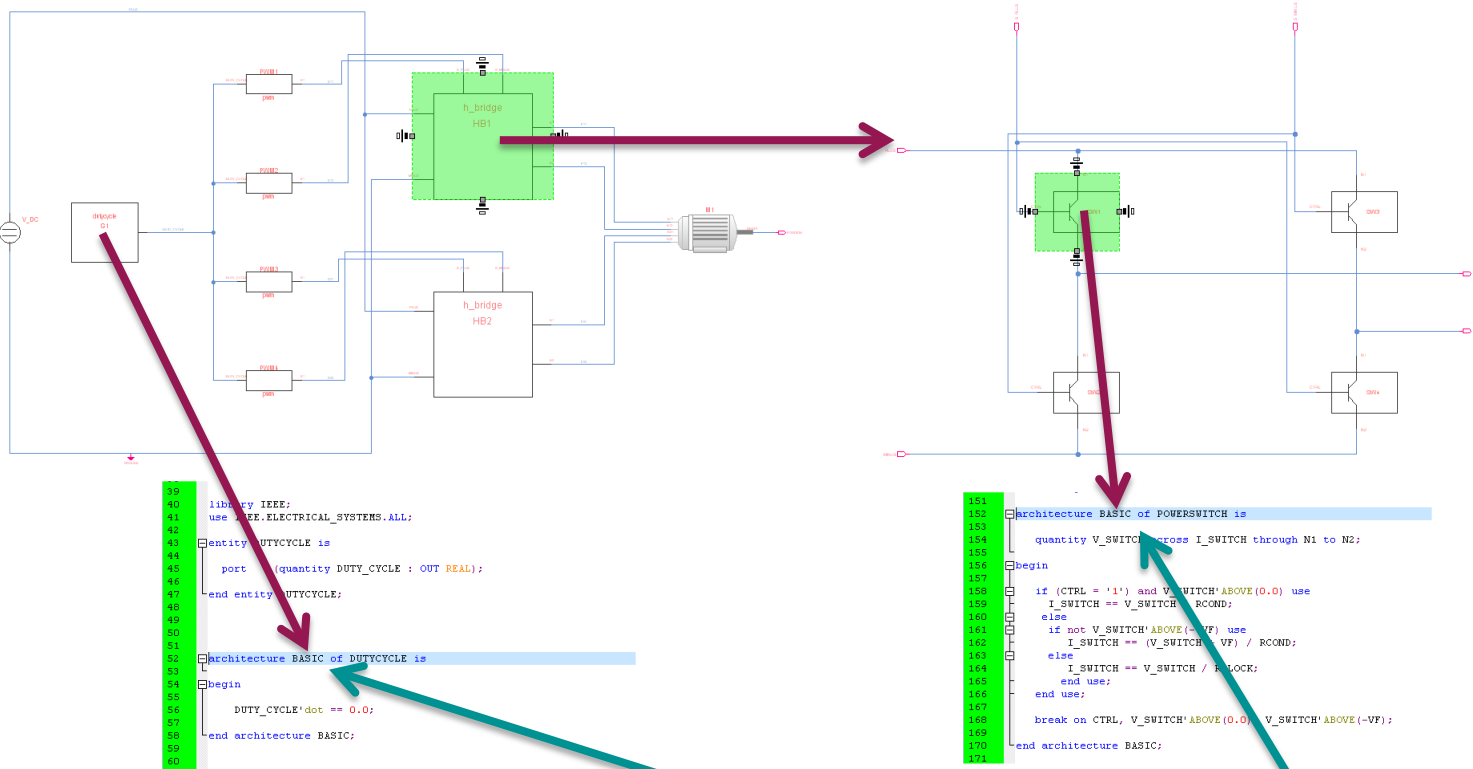 V_DC
dutycycle
G1
PWM1
pwm
PWM2
pwm
PWM3
pwm
PWM4
pwm
h_bridge
HB1
h_bridge
HB2
M1
CTRL
CTRL
39
40 library IEEE;
41 use IEEE.ELECTRICAL_SYSTEMS.ALL;
42
43 entity DUTYCYCLE is
44
45 port (quantity DUTY_CYCLE : OUT REAL);
46
47 end entity DUTYCYCLE;
48
49
50
51
52 architecture BASIC of DUTYCYCLE is
53
54 begin
55
56 DUTY_CYCLE'dot == 0.0;
57
58 end architecture BASIC;
59
60
151
152 architecture BASIC of POWERSWITCH is
153
154 quantity V_SWITCH across I_SWITCH through N1 to N2;
155
156 begin
157
158 if (CTRL = '1') and V_SWITCH'ABOVE(0.0) use
159 I_SWITCH == V_SWITCH RCOND;
160 else
161 if not V_SWITCH'ABOVE(-VF) use
162 I_SWITCH == (V_SWITCH VF) / RCOND;
163 else
164 I_SWITCH == V_SWITCH / RBLOCK;
165 end use;
166 end use;
167
168 break on CTRL, V_SWITCH'ABOVE(0.0), V_SWITCH'ABOVE(-VF);
169
170 end architecture BASIC;
171